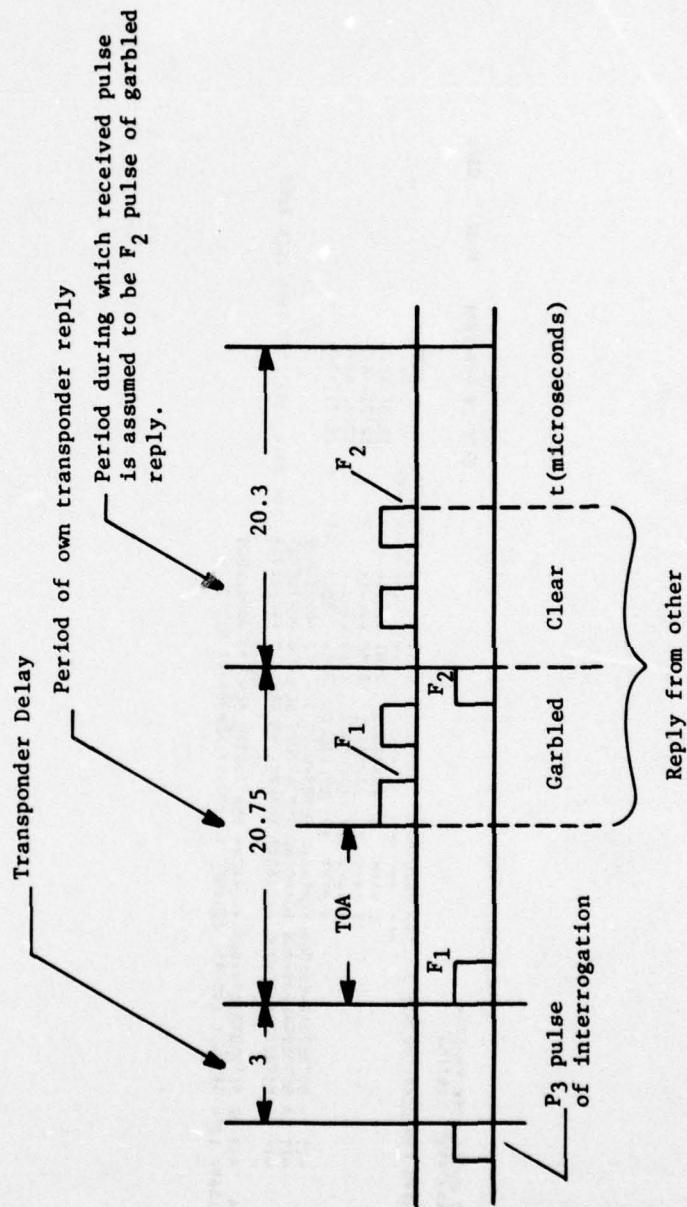 Transponder Delay
Period of own transponder reply
Period during which received pulse
is assumed to be F2 pulse of garbled
reply.
3
20.75
20.3
TOA
F1
F2
F1
F2
P3 pulse
of interrogation
Garbled
Clear
t(microseconds)
Reply from other